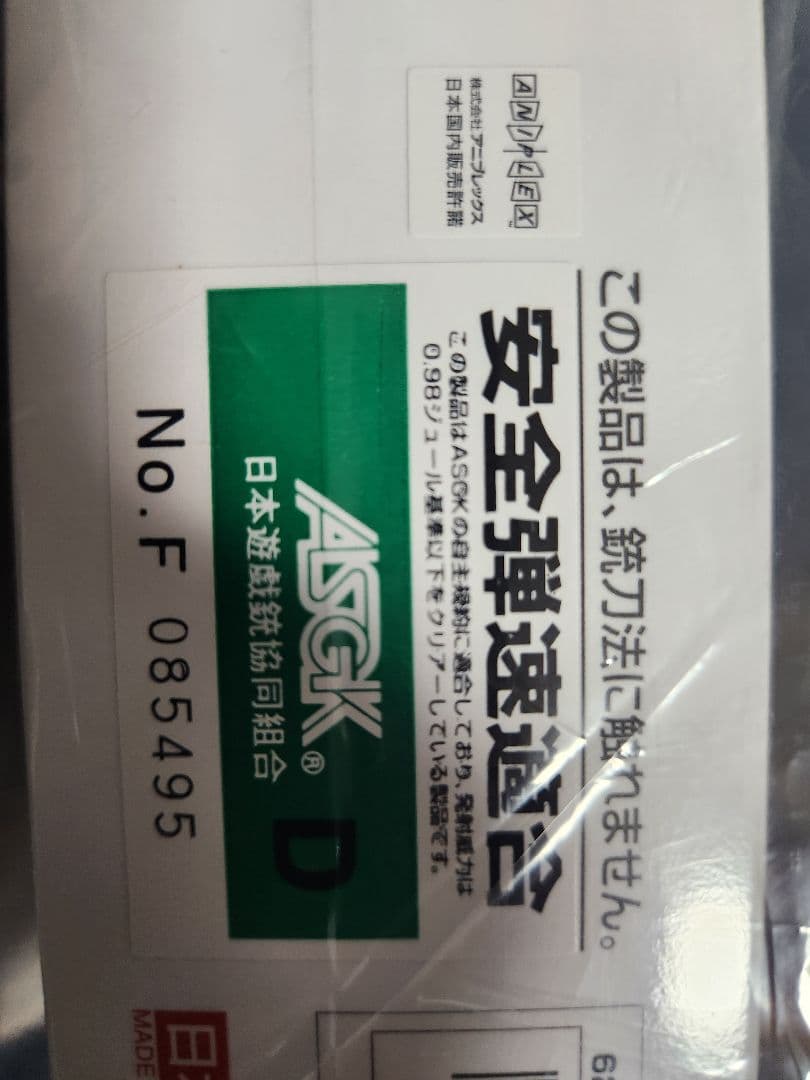 ANIPLEX
株式会社アニプレックス
日本国内販売許諾
この製品は、銃刀法に触れません。
安全弾速適合
この製品はASGKの自主規約に適合しており、発射威力は
0.98ジュール基準以下をクリアーしている製品です。
ASGK®
日本遊戯銃協同組合
D
No. F 085495
日
MADE